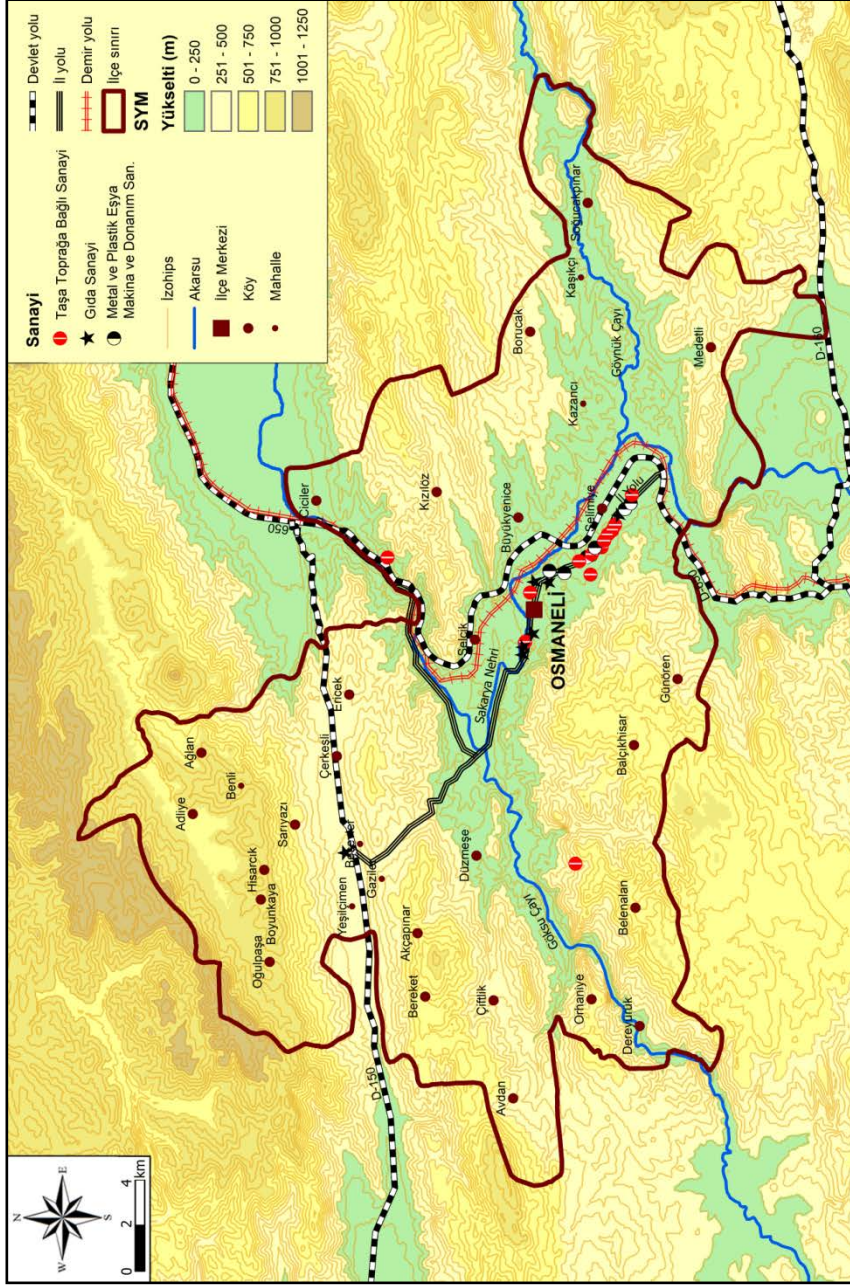 N
W
E
S
0 2 4
km
Sanayi
Taşa Toprağa Bağlı Sanayi
Gıda Sanayi
Metal ve Plastik Eşya
Makina ve Donanım San.
İzohips
Akarsu
İlçe Merkezi
Köy
Mahalle
Devlet yolu
İl yolu
Demir yolu
İlçe sınırı
SYM
Yükselti (m)
0 - 250
251 - 500
501 - 750
751 - 1000
1001 - 1250
Ağlan
Adliye
Benli
Hisarcık
Sarıyazı
Boyunkaya
Oğulpaşa
Yeşilçimen
Çerkeşli
Ericek
650
Ciciler
D-150
Akçapınar
Bereket
Kızılöz
Çiftlik
Düzmeşe
Selçik
Avdan
Sakarya Nehri
Büyükyenice
Borucak
Kaşıkçı
Soğucakpınar
Göksu Çayı
OSMANELİ
Selimiye
Kazancı
Göynük Çayı
Orhaniye
İl Yolu
Dereyürük
Belenalan
Balçıkhisar
Günören
Medetli
D-150